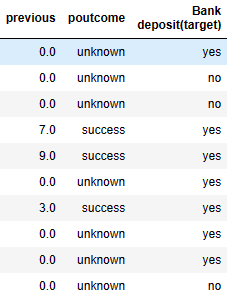 previous poutcome Bank deposit(target)
0.0 unknown yes
0.0 unknown no
0.0 unknown no
7.0 success yes
9.0 success yes
0.0 unknown yes
3.0 success yes
0.0 unknown yes
0.0 unknown yes
0.0 unknown no